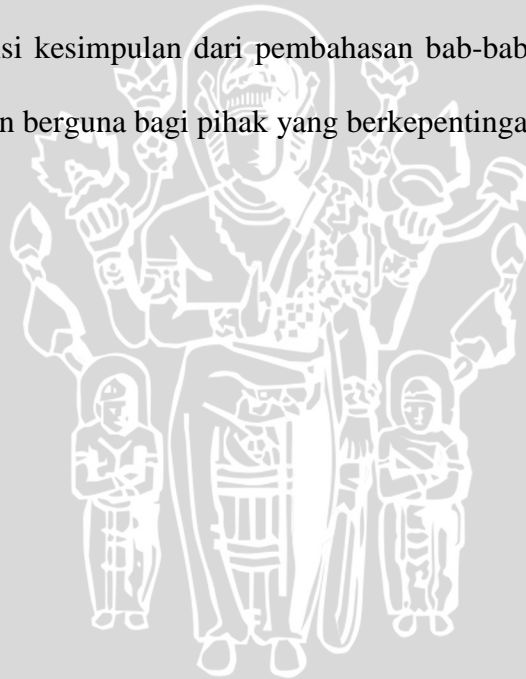 si kesimpulan dari pembahasan bab-bab
n berguna bagi pihak yang berkepentinga